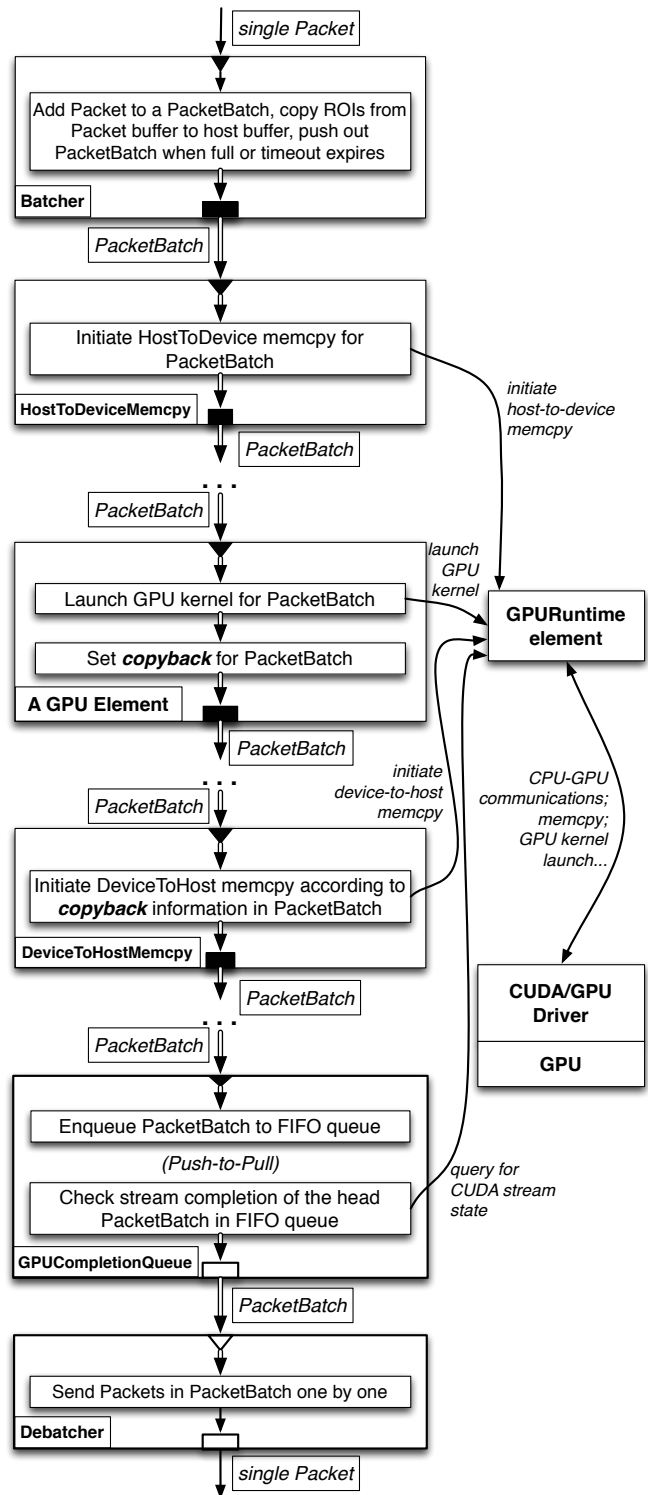 single Packet
Add Packet to a PacketBatch, copy ROIs from
Packet buffer to host buffer, push out
PacketBatch when full or timeout expires
Batcher
PacketBatch
Initiate HostToDevice memcpy for
PacketBatch
HostToDeviceMemcpy
initiate
host-to-device
memcpy
PacketBatch
...
PacketBatch
launch
GPU
kernel
Launch GPU kernel for PacketBatch
Set copyback for PacketBatch
A GPU Element
GPURuntime
element
PacketBatch
...
PacketBatch
initiate
device-to-host
memcpy
CPU-GPU
communications;
memcpy;
GPU kernel
launch...
Initiate DeviceToHost memcpy according to
copyback information in PacketBatch
DeviceToHostMemcpy
PacketBatch
...
PacketBatch
CUDA/GPU
Driver
GPU
Enqueue PacketBatch to FIFO queue
(Push-to-Pull)
Check stream completion of the head
PacketBatch in FIFO queue
GPUCompletionQueue
query for
CUDA stream
state
PacketBatch
Send Packets in PacketBatch one by one
Debatcher
single Packet